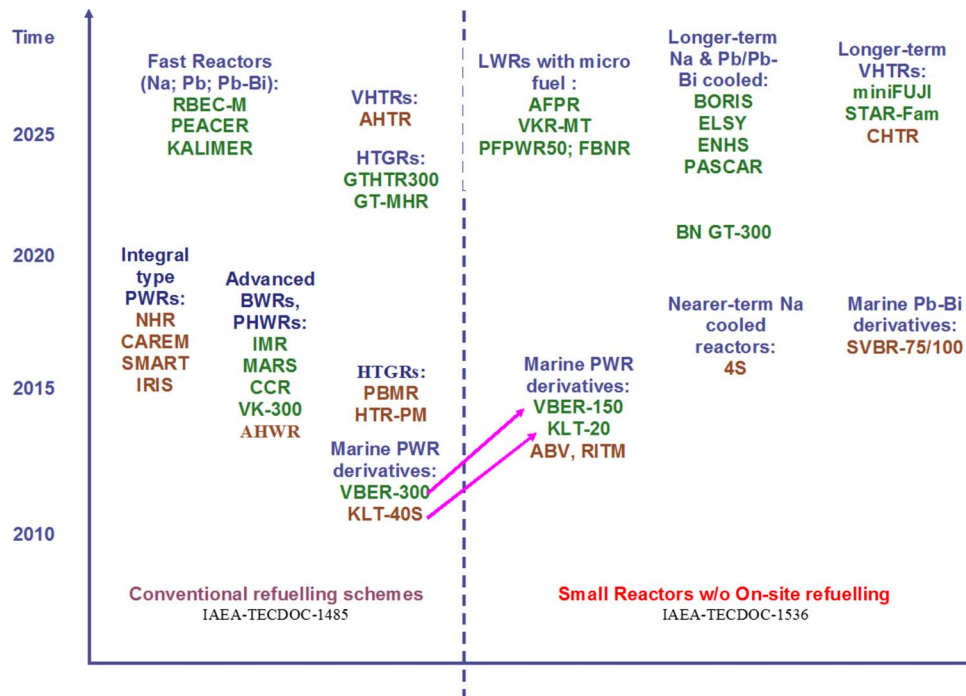 Time
2025
2020
2015
2010
Fast Reactors
(Na; Pb; Pb-Bi):
RBEC-M
PEACER
KALIMER
VHTRs:
AHTR
HTGRs:
GTHTR300
GT-MHR
Integral
type
PWRs:
NHR
CAREM
SMART
IRIS
Advanced
BWRs,
PHWRs:
IMR
MARS
CCR
VK-300
AHWR
HTGRs:
PBMR
HTR-PM
Marine PWR
derivatives:
VBER-300
KLT-40S
Conventional refuelling schemes
IAEA-TECDOC-1485
LWRs with micro
fuel :
AFPR
VKR-MT
PFPWR50; FBNR
Longer-term
Na & Pb/Pb-
Bi cooled:
BORIS
ELSY
ENHS
PASCAR
Longer-term
VHTRs:
miniFUJI
STAR-Fam
CHTR
BN GT-300
Marine PWR
derivatives:
VBER-150
KLT-20
ABV, RITM
Nearer-term Na
cooled
reactors:
4S
Marine Pb-Bi
derivatives:
SVBR-75/100
Small Reactors w/o On-site refuelling
IAEA-TECDOC-1536